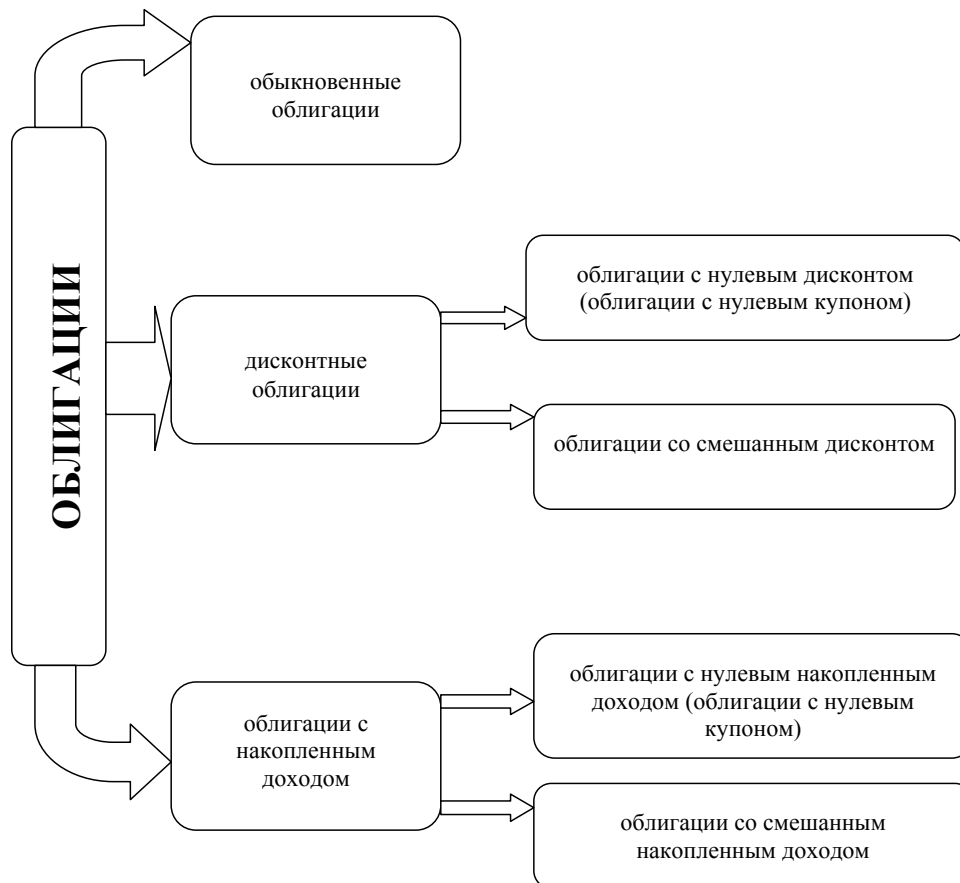 обыкновенные
облигации
ОБЛИГАЦИИ
дисконтные
облигации
облигации с нулевым дисконтом
(облигации с нулевым купоном)
облигации со смешанным дисконтом
облигации с
накопленным
доходом
облигации с нулевым накопленным
доходом (облигации с нулевым
купоном)
облигации со смешанным
накопленным доходом